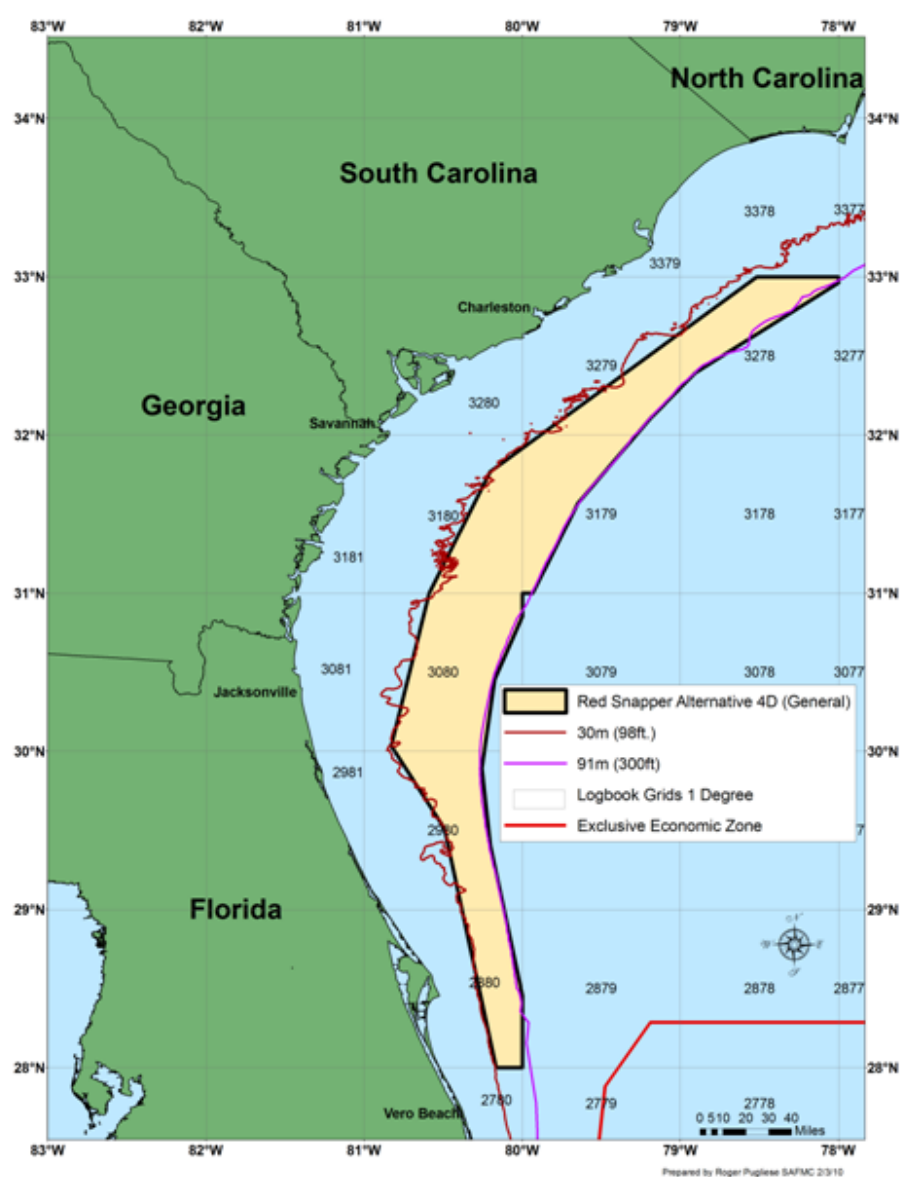 83°W 82°W 81°W 80°W 79°W 78°W
North Carolina
34°N 34°N
South Carolina
3378 3377
3379
33°N 33°N
Charleston
3278 3277
3279
Georgia 3280
Savannah
32°N 32°N
3180 3179 3178 3177
3181
31°N 31°N
3081 3080 3079 3078 3077
Jacksonville
Red Snapper Alternative 4D (General)
30m (98ft.)
30°N 30°N
91m (300ft)
2981
Logbook Grids 1 Degree
2980 Exclusive Economic Zone 7
Florida
29°N 29°N
N
W E
S
2880 2879 2878 2877
28°N 28°N
Vero Beach 2780 2779 2778
0 5 10 20 30 40
Miles
83°W 82°W 81°W 80°W 79°W 78°W
Prepared by Roger Pugliese SAFMC 2/3/10